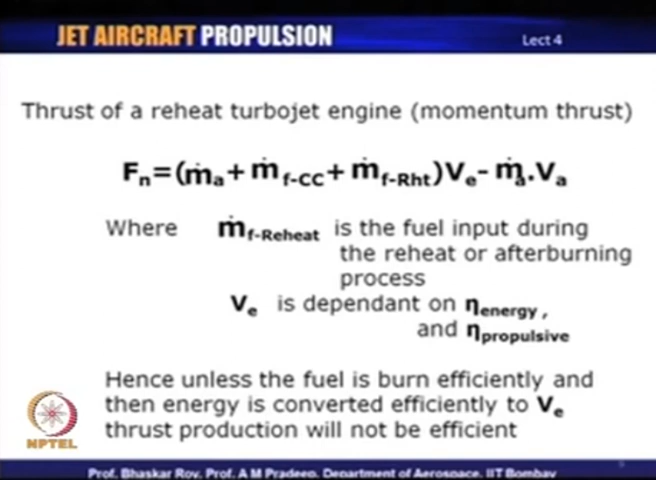 JET AIRCRAFT PROPULSION
Lect 4
Thrust of a reheat turbojet engine (momentum thrust)
Fn=(ṁa+ ṁf-CC+ ṁf-Rht)Ve- ṁa.Va
Where ṁf-Reheat is the fuel input during
the reheat or afterburning
process
Ve is dependant on ηenergy ,
and ηpropulsive
Hence unless the fuel is burn efficiently and
then energy is converted efficiently to Ve
thrust production will not be efficient
NPTEL
Prof. Bhaskar Roy, Prof. A M Pradeep, Department of Aerospace, IIT Bombay